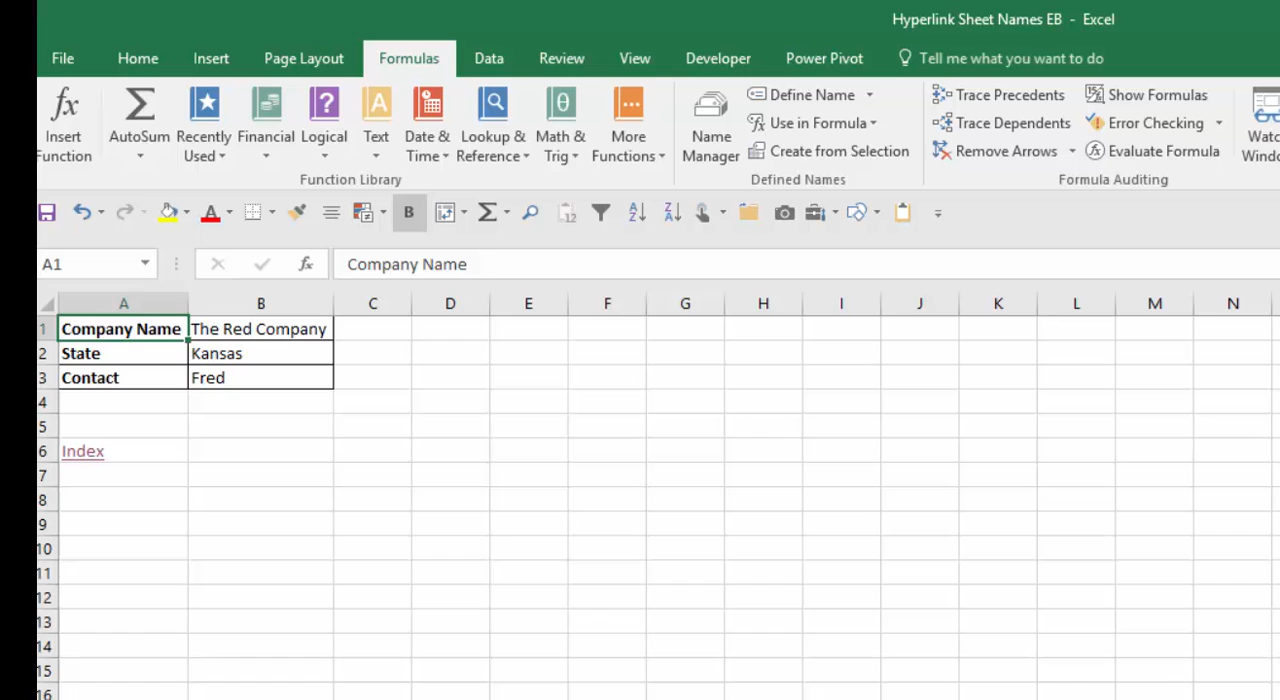 Hyperlink Sheet Names EB - Excel
File Home Insert Page Layout Formulas Data Review View Developer Power Pivot Tell me what you want to do
fx Σ A θ
Insert Function
AutoSum
Recently Used
Financial
Logical
Text
Date & Time
Lookup & Reference
Math & Trig
More Functions
Function Library
Name Manager
Define Name
Use in Formula
Create from Selection
Defined Names
Trace Precedents
Trace Dependents
Remove Arrows
Show Formulas
Error Checking
Evaluate Formula
Formula Auditing
B
A1 fx Company Name
A B C D E F G H I J K L M N
1 Company Name The Red Company
2 State Kansas
3 Contact Fred
4
5
6 Index
7
8
9
10
11
12
13
14
15
16